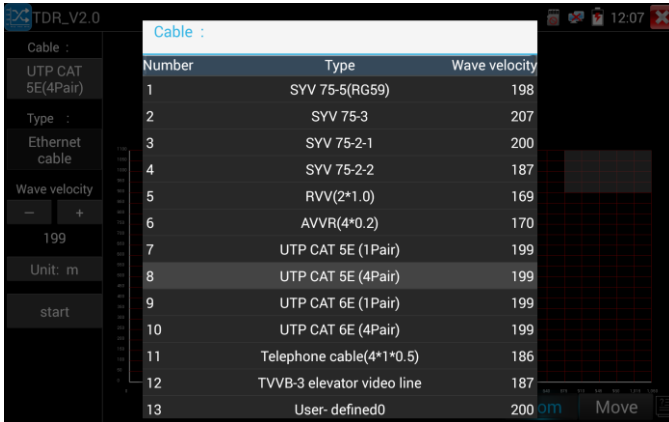 TDR_V2.0
12:07
Cable :
UTP CAT
5E(4Pair)
Type :
Ethernet
cable
Wave velocity
— +
199
Unit: m
start
Cable :
Number Type Wave velocity
1 SYV 75-5(RG59) 198
2 SYV 75-3 207
3 SYV 75-2-1 200
4 SYV 75-2-2 187
5 RVV(2*1.0) 169
6 AVVR(4*0.2) 170
7 UTP CAT 5E (1Pair) 199
8 UTP CAT 5E (4Pair) 199
9 UTP CAT 6E (1Pair) 199
10 UTP CAT 6E (4Pair) 199
11 Telephone cable(4*1*0.5) 186
12 TVVB-3 elevator video line 187
13 User- defined0 200
om Move